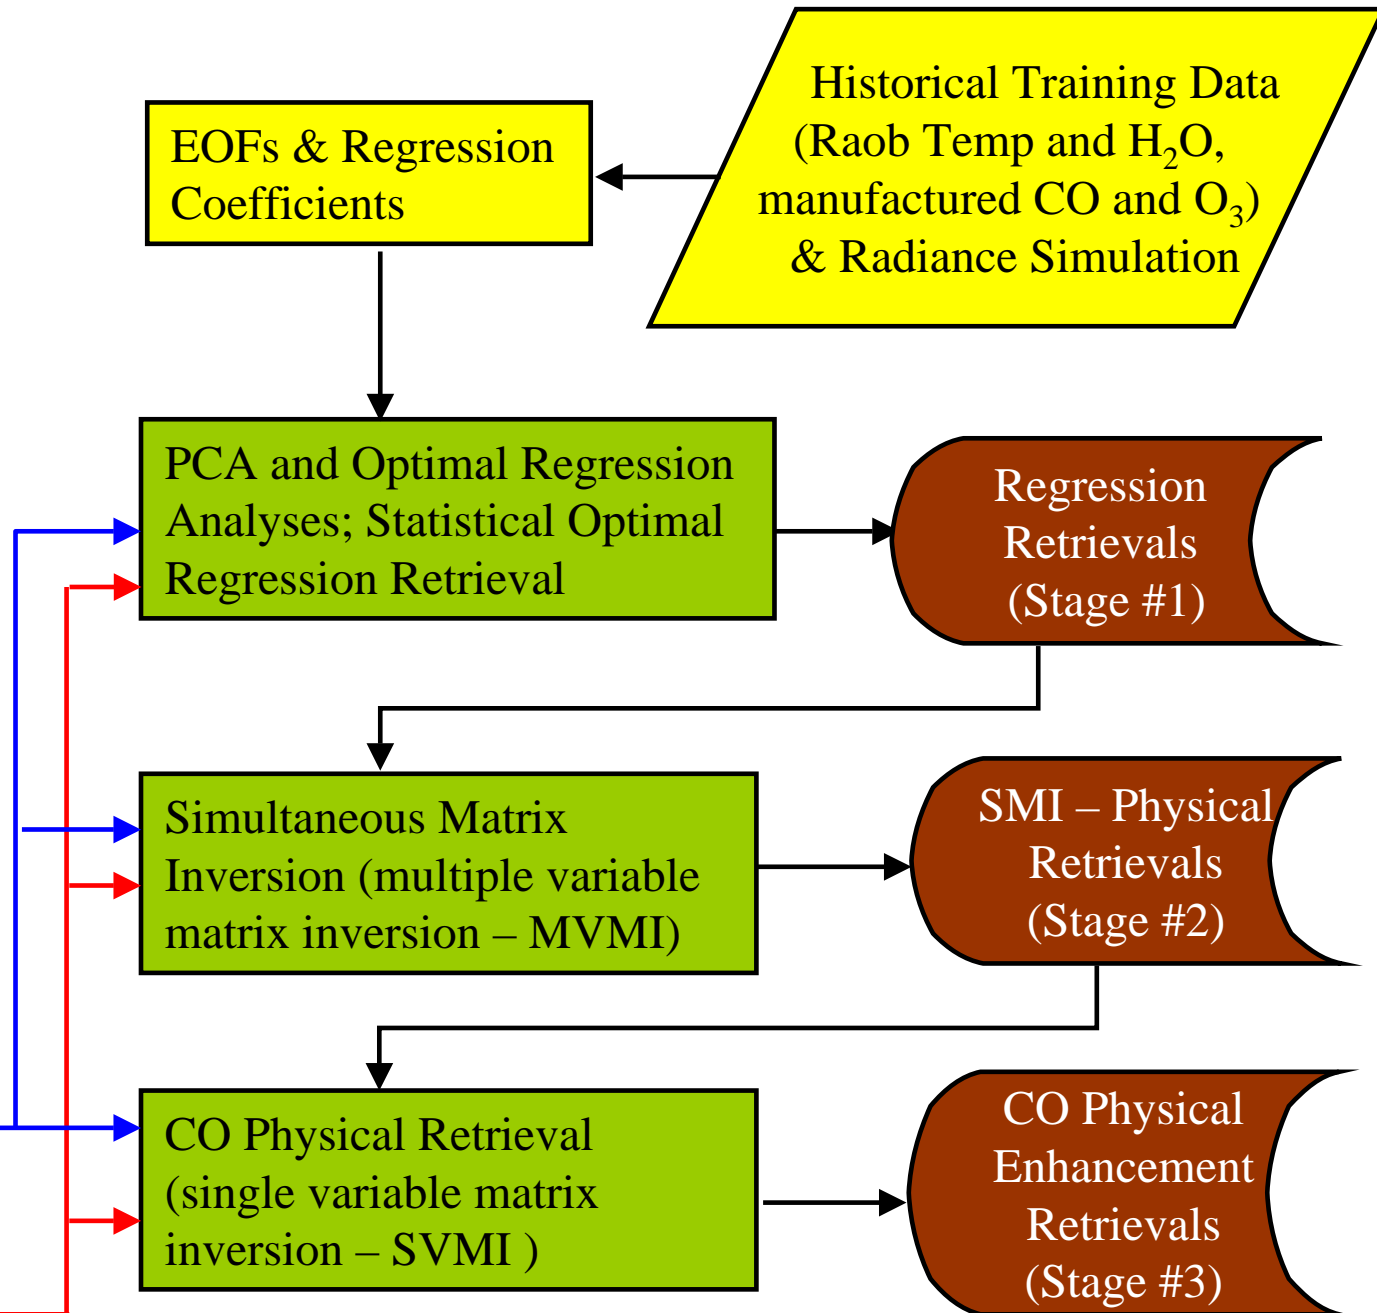 Historical Training Data
(Raob Temp and H₂O,
manufactured CO and O₃)
& Radiance Simulation
EOFs & Regression
Coefficients
PCA and Optimal Regression
Analyses; Statistical Optimal
Regression Retrieval
Regression
Retrievals
(Stage #1)
Simultaneous Matrix
Inversion (multiple variable
matrix inversion – MVMI)
SMI – Physical
Retrievals
(Stage #2)
CO Physical Retrieval
(single variable matrix
inversion – SVMI )
CO Physical
Enhancement
Retrievals
(Stage #3)